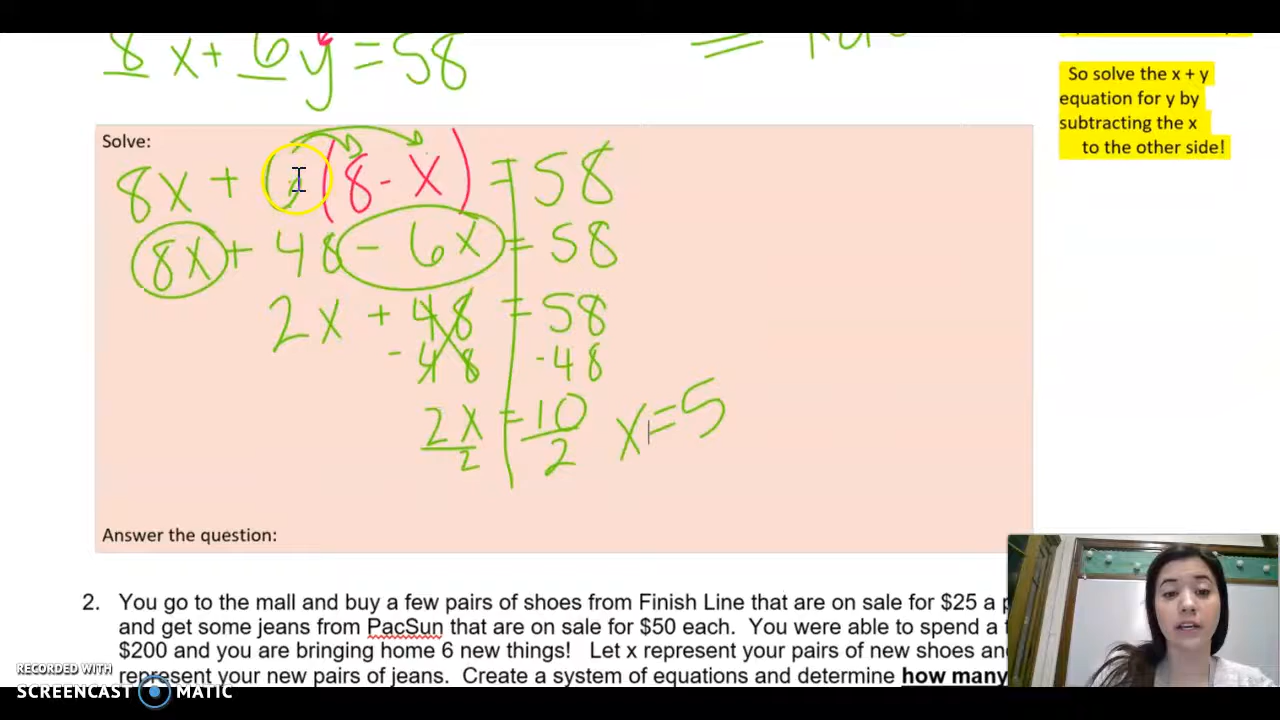 8x + 6y = 58
So solve the x + y
equation for y by
subtracting the x
to the other side!
Solve:
8x + (8 - x) = 58
8x + 48 - 6x = 58
2x + 48 = 58
- 48 -48
2x = 10 x = 5
2 2
Answer the question:
2. You go to the mall and buy a few pairs of shoes from Finish Line that are on sale for $25 a
and get some jeans from PacSun that are on sale for $50 each. You were able to spend a
$200 and you are bringing home 6 new things! Let x represent your pairs of new shoes and
represent your new pairs of jeans. Create a system of equations and determine how many
RECORDED WITH
SCREENCAST MATIC